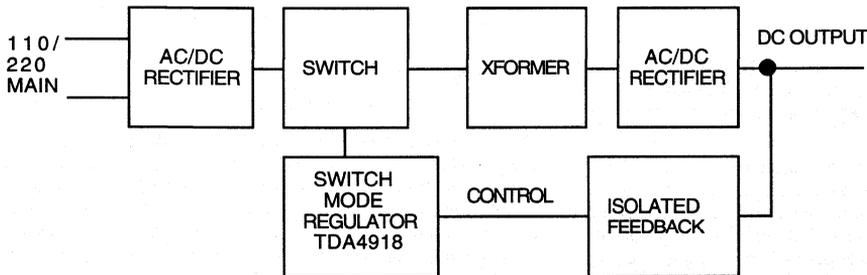 110/
220
MAIN
AC/DC
RECTIFIER
SWITCH
XFORMER
AC/DC
RECTIFIER
DC OUTPUT
SWITCH
MODE
REGULATOR
TDA4918
CONTROL
ISOLATED
FEEDBACK